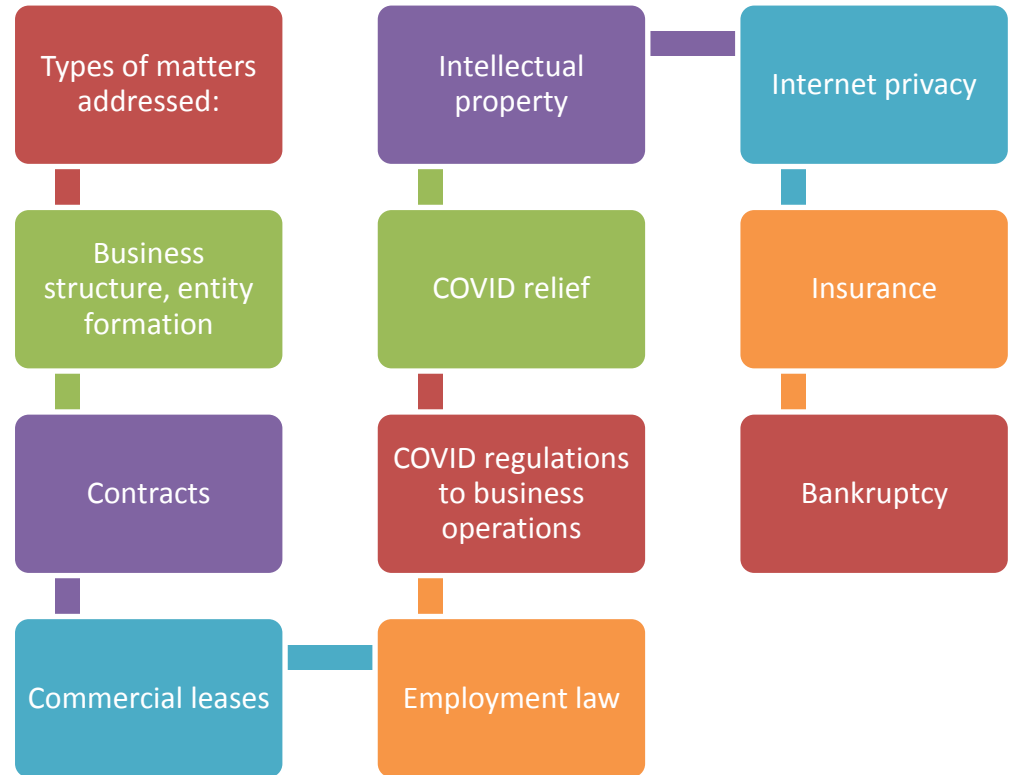 Types of matters
addressed:
Business
structure, entity
formation
Contracts
Commercial leases
Employment law
COVID regulations
to business
operations
COVID relief
Intellectual
property
Internet privacy
Insurance
Bankruptcy